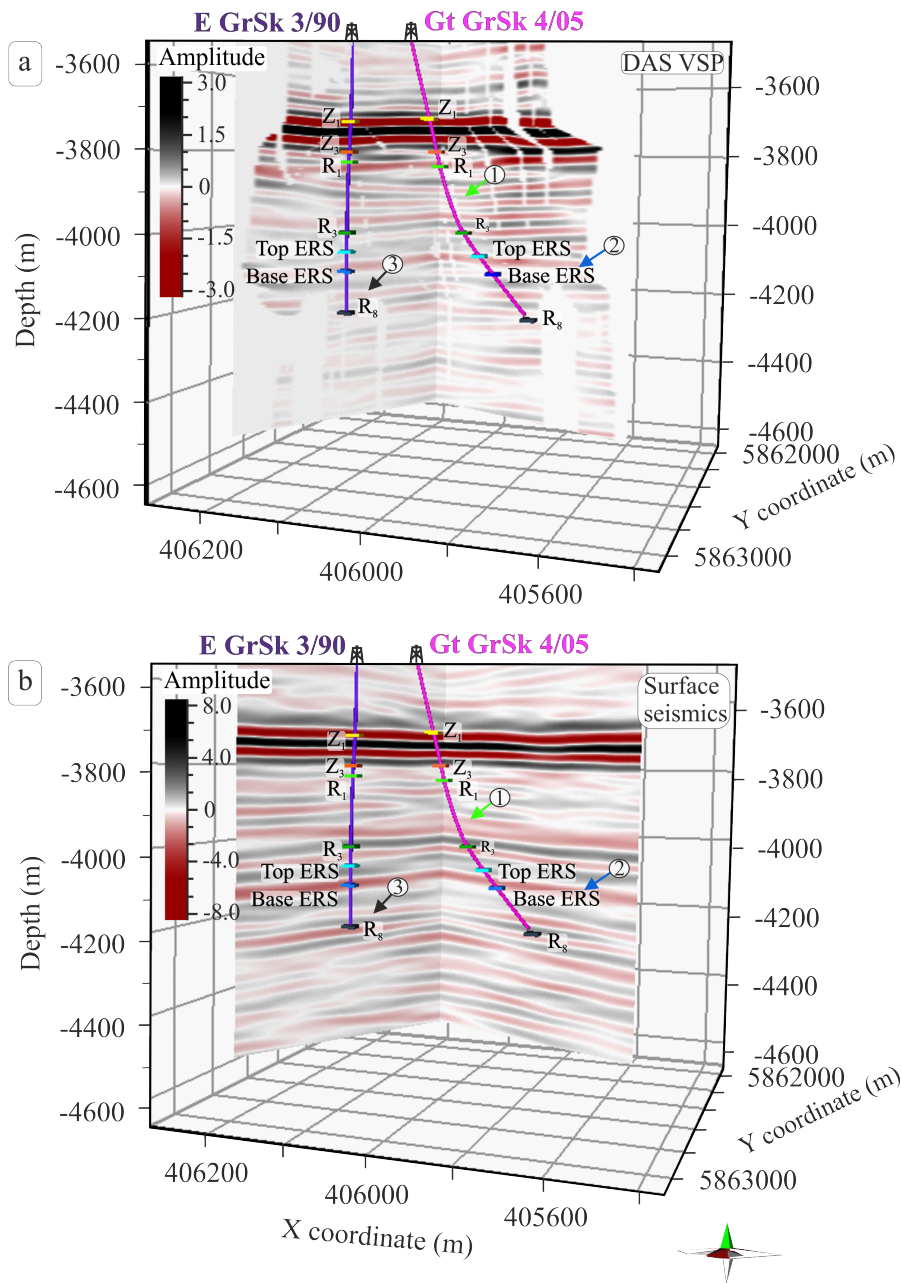 E GrSk 3/90 Gt GrSk 4/05
a
Amplitude
DAS VSP
3.0
1.5
0
-1.5
-3.0
-3600
-3800
-4000
-4200
-4400
-4600
Depth (m)
Z1
Z3
R1
R3
Top ERS
Base ERS
R8
Z1
Z3
R1
R3
Top ERS
Base ERS
R8
1
2
3
-3600
-3800
-4000
-4200
-4400
-4600
5862000
5863000
Y coordinate (m)
406200
406000
405600
E GrSk 3/90 Gt GrSk 4/05
b
Amplitude
Surface
seismics
8.0
4.0
0
-4.0
-8.0
-3600
-3800
-4000
-4200
-4400
-4600
Depth (m)
Z1
Z3
R1
R3
Top ERS
Base ERS
R8
Z1
Z3
R1
R3
Top ERS
Base ERS
R8
1
2
3
-3600
-3800
-4000
-4200
-4400
-4600
5862000
5863000
Y coordinate (m)
406200
406000
405600
X coordinate (m)